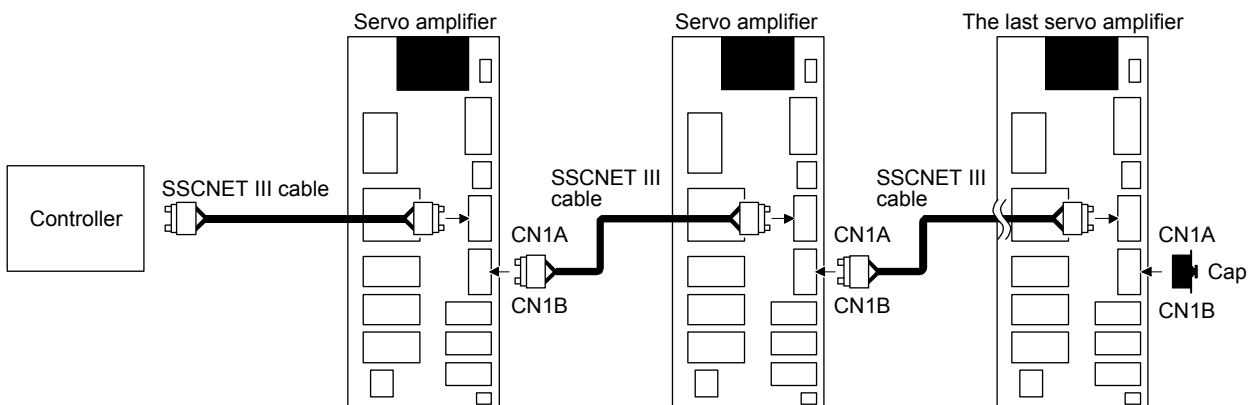 Servo amplifier
Servo amplifier
The last servo amplifier
Controller
SSCNET III cable
SSCNET III
cable
SSCNET III
cable
CN1A
CN1B
CN1A
CN1B
CN1A
CN1B
Cap